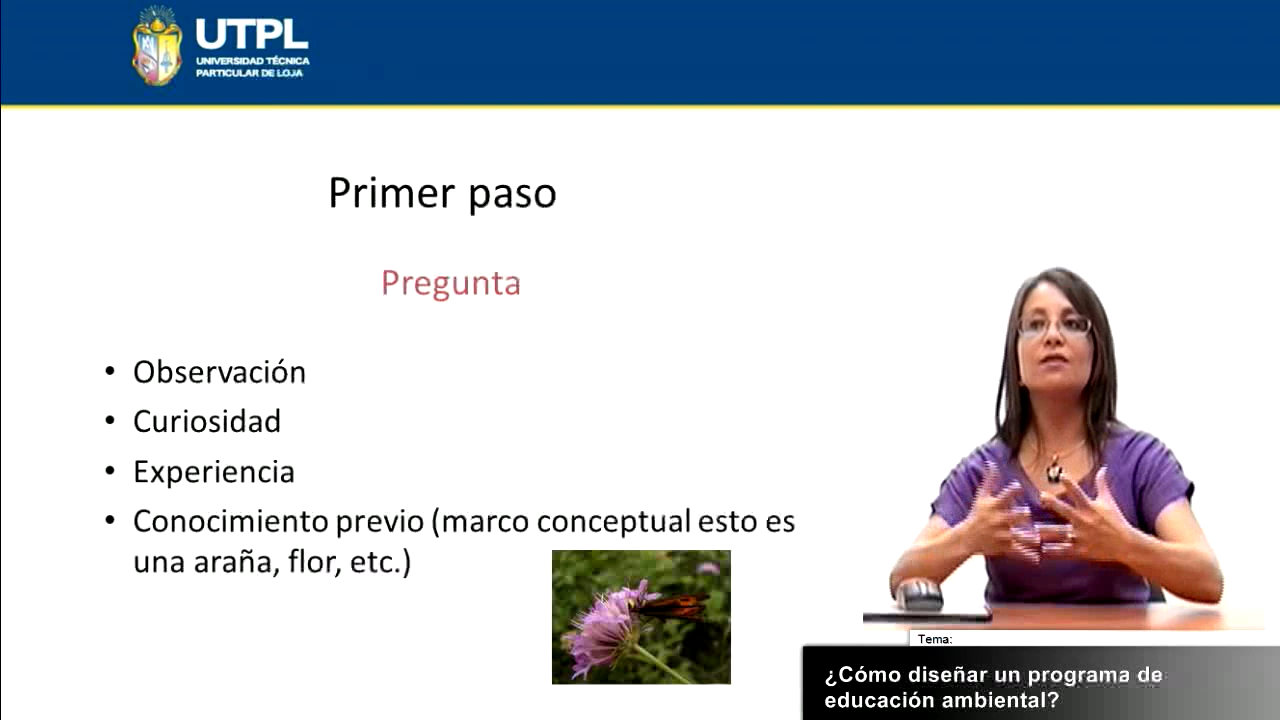 UTPL
UNIVERSIDAD TÉCNICA
PARTICULAR DE LOJA
Primer paso
Pregunta
• Observación
• Curiosidad
• Experiencia
• Conocimiento previo (marco conceptual esto es
una araña, flor, etc.)
Tema:
¿Cómo diseñar un programa de
educación ambiental?